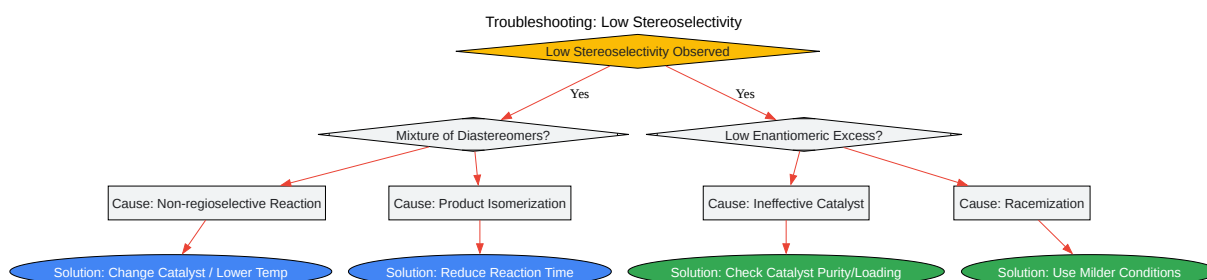 Troubleshooting: Low Stereoselectivity
Low Stereoselectivity Observed
Yes
Yes
Mixture of Diastereomers?
Low Enantiomeric Excess?
Cause: Non-regioselective Reaction
Cause: Product Isomerization
Cause: Ineffective Catalyst
Cause: Racemization
Solution: Change Catalyst / Lower Temp
Solution: Reduce Reaction Time
Solution: Check Catalyst Purity/Loading
Solution: Use Milder Conditions